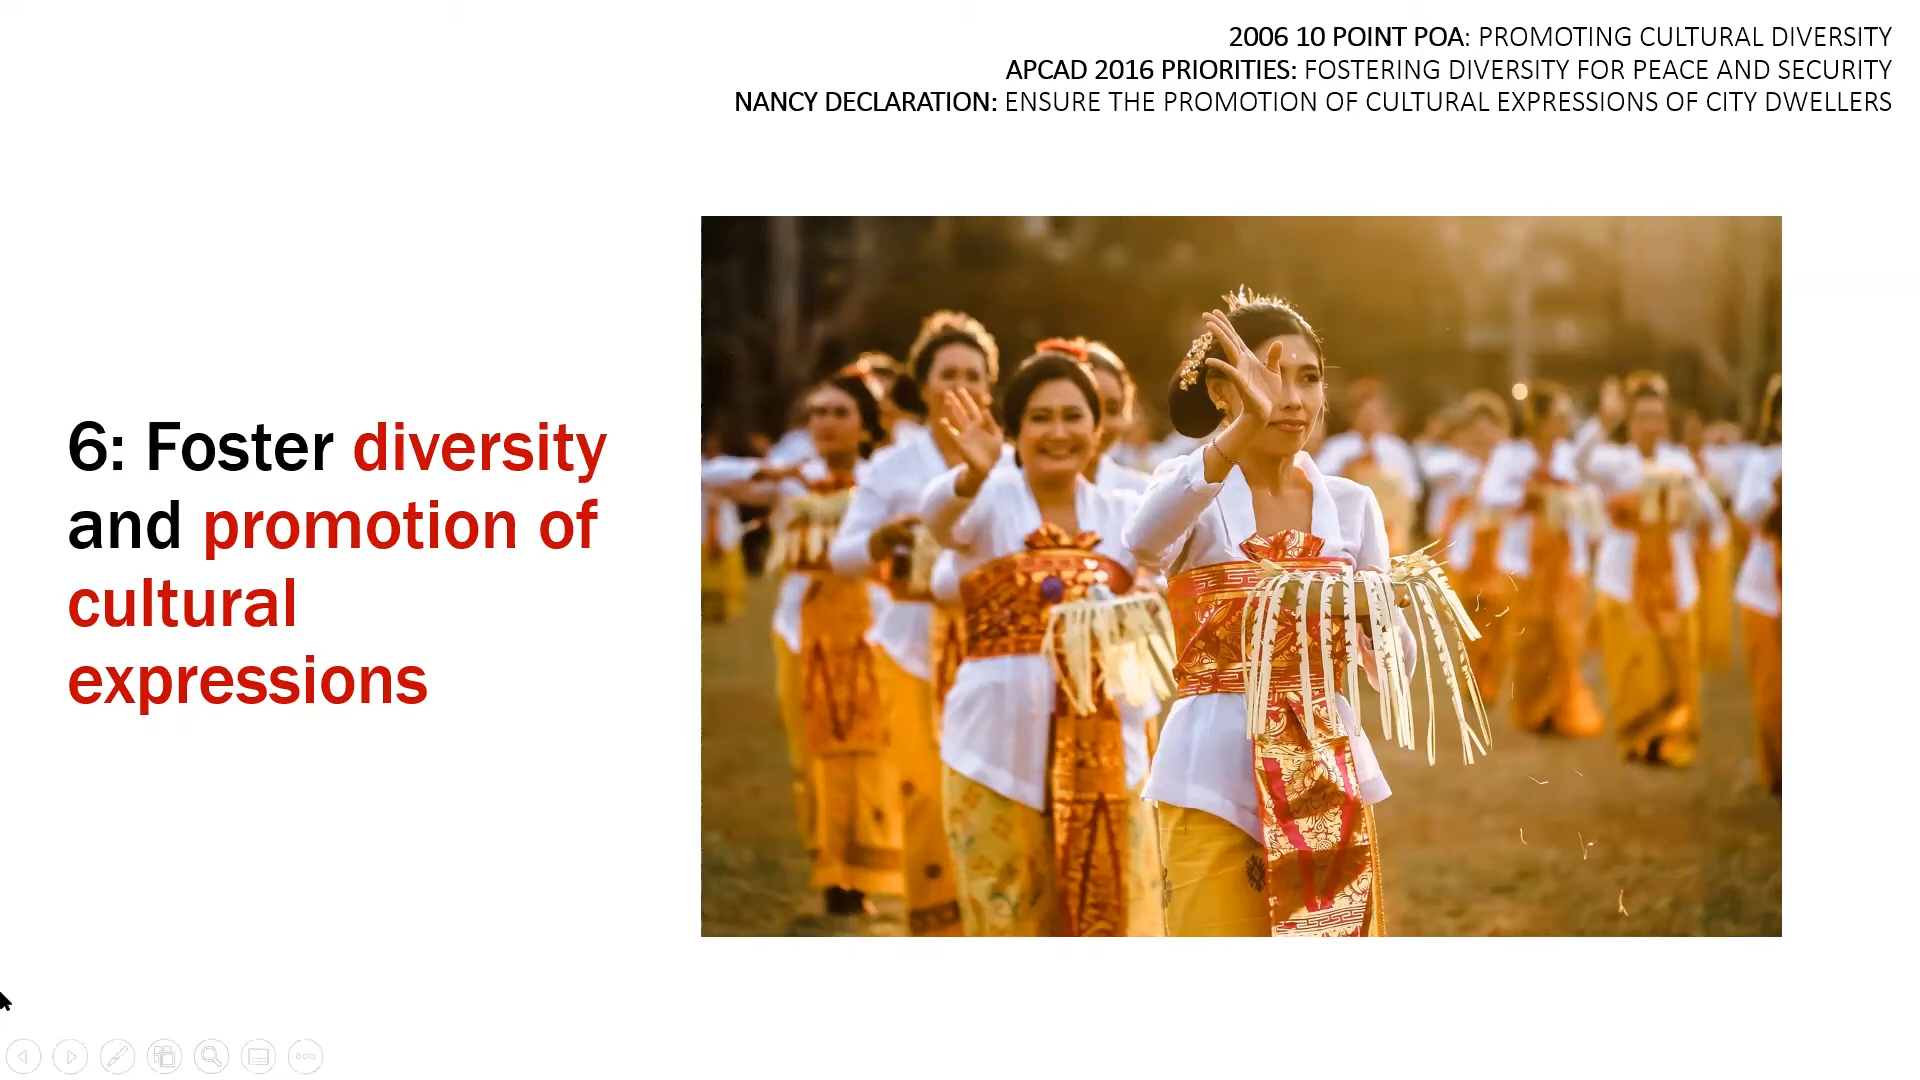 2006 10 POINT POA: PROMOTING CULTURAL DIVERSITY
APCAD 2016 PRIORITIES: FOSTERING DIVERSITY FOR PEACE AND SECURITY
NANCY DECLARATION: ENSURE THE PROMOTION OF CULTURAL EXPRESSIONS OF CITY DWELLERS
6: Foster diversity
and promotion of
cultural
expressions